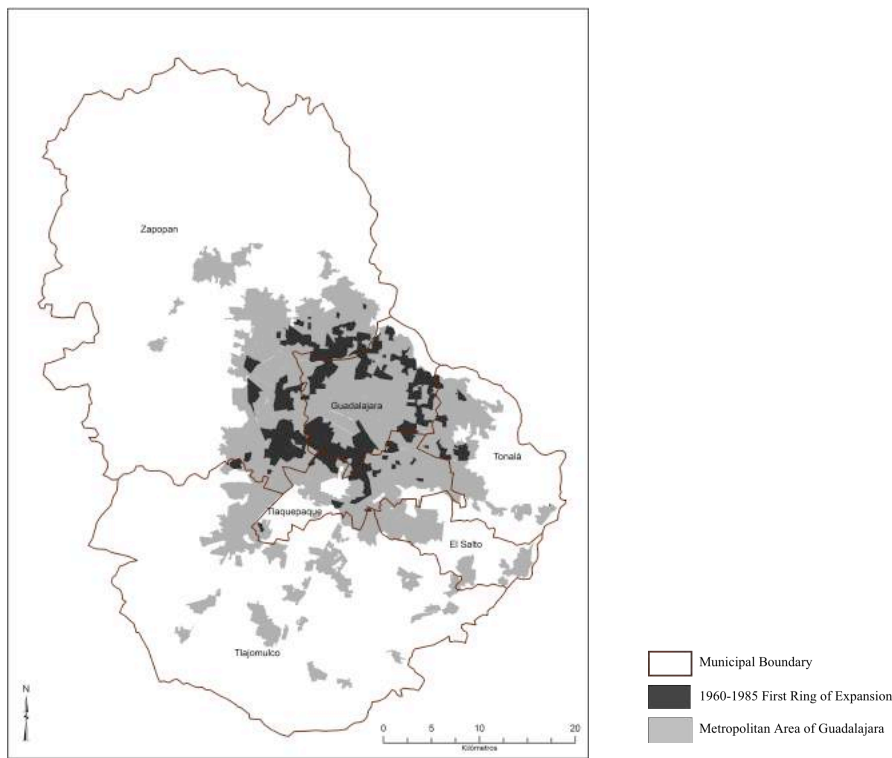 Zapopan
Guadalajara
Tonalá
Tlaquepaque
El Salto
Tlajomulco
N
0 5 10 20
Kilómetros
Municipal Boundary
1960-1985 First Ring of Expansion
Metropolitan Area of Guadalajara